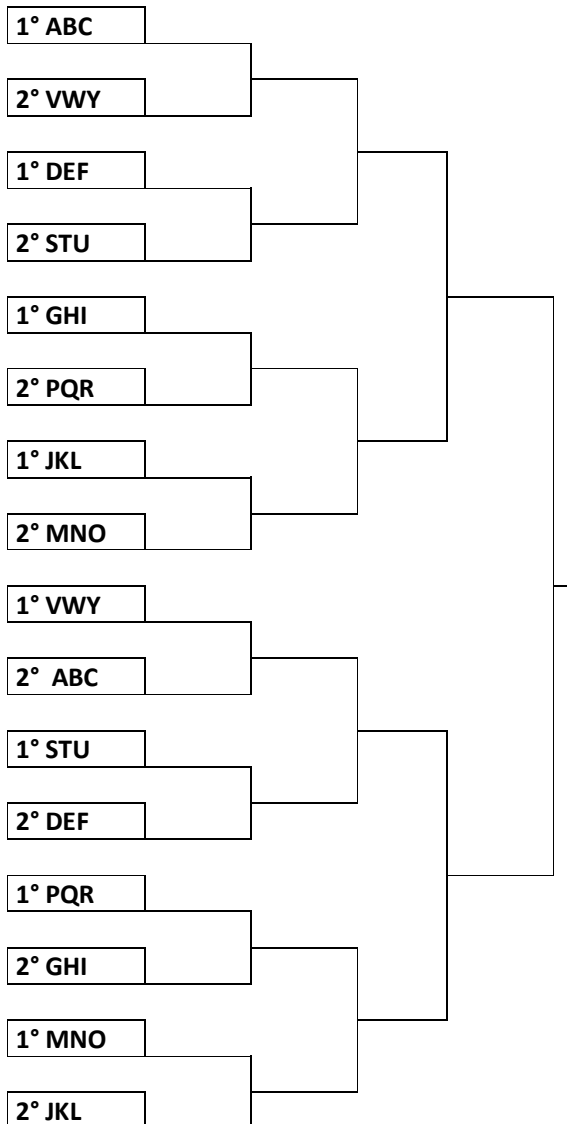 1° ABC
2° VWY
1° DEF
2° STU
1° GHI
2° PQR
1° JKL
2° MNO
1° VWY
2° ABC
1° STU
2° DEF
1° PQR
2° GHI
1° MNO
2° JKL